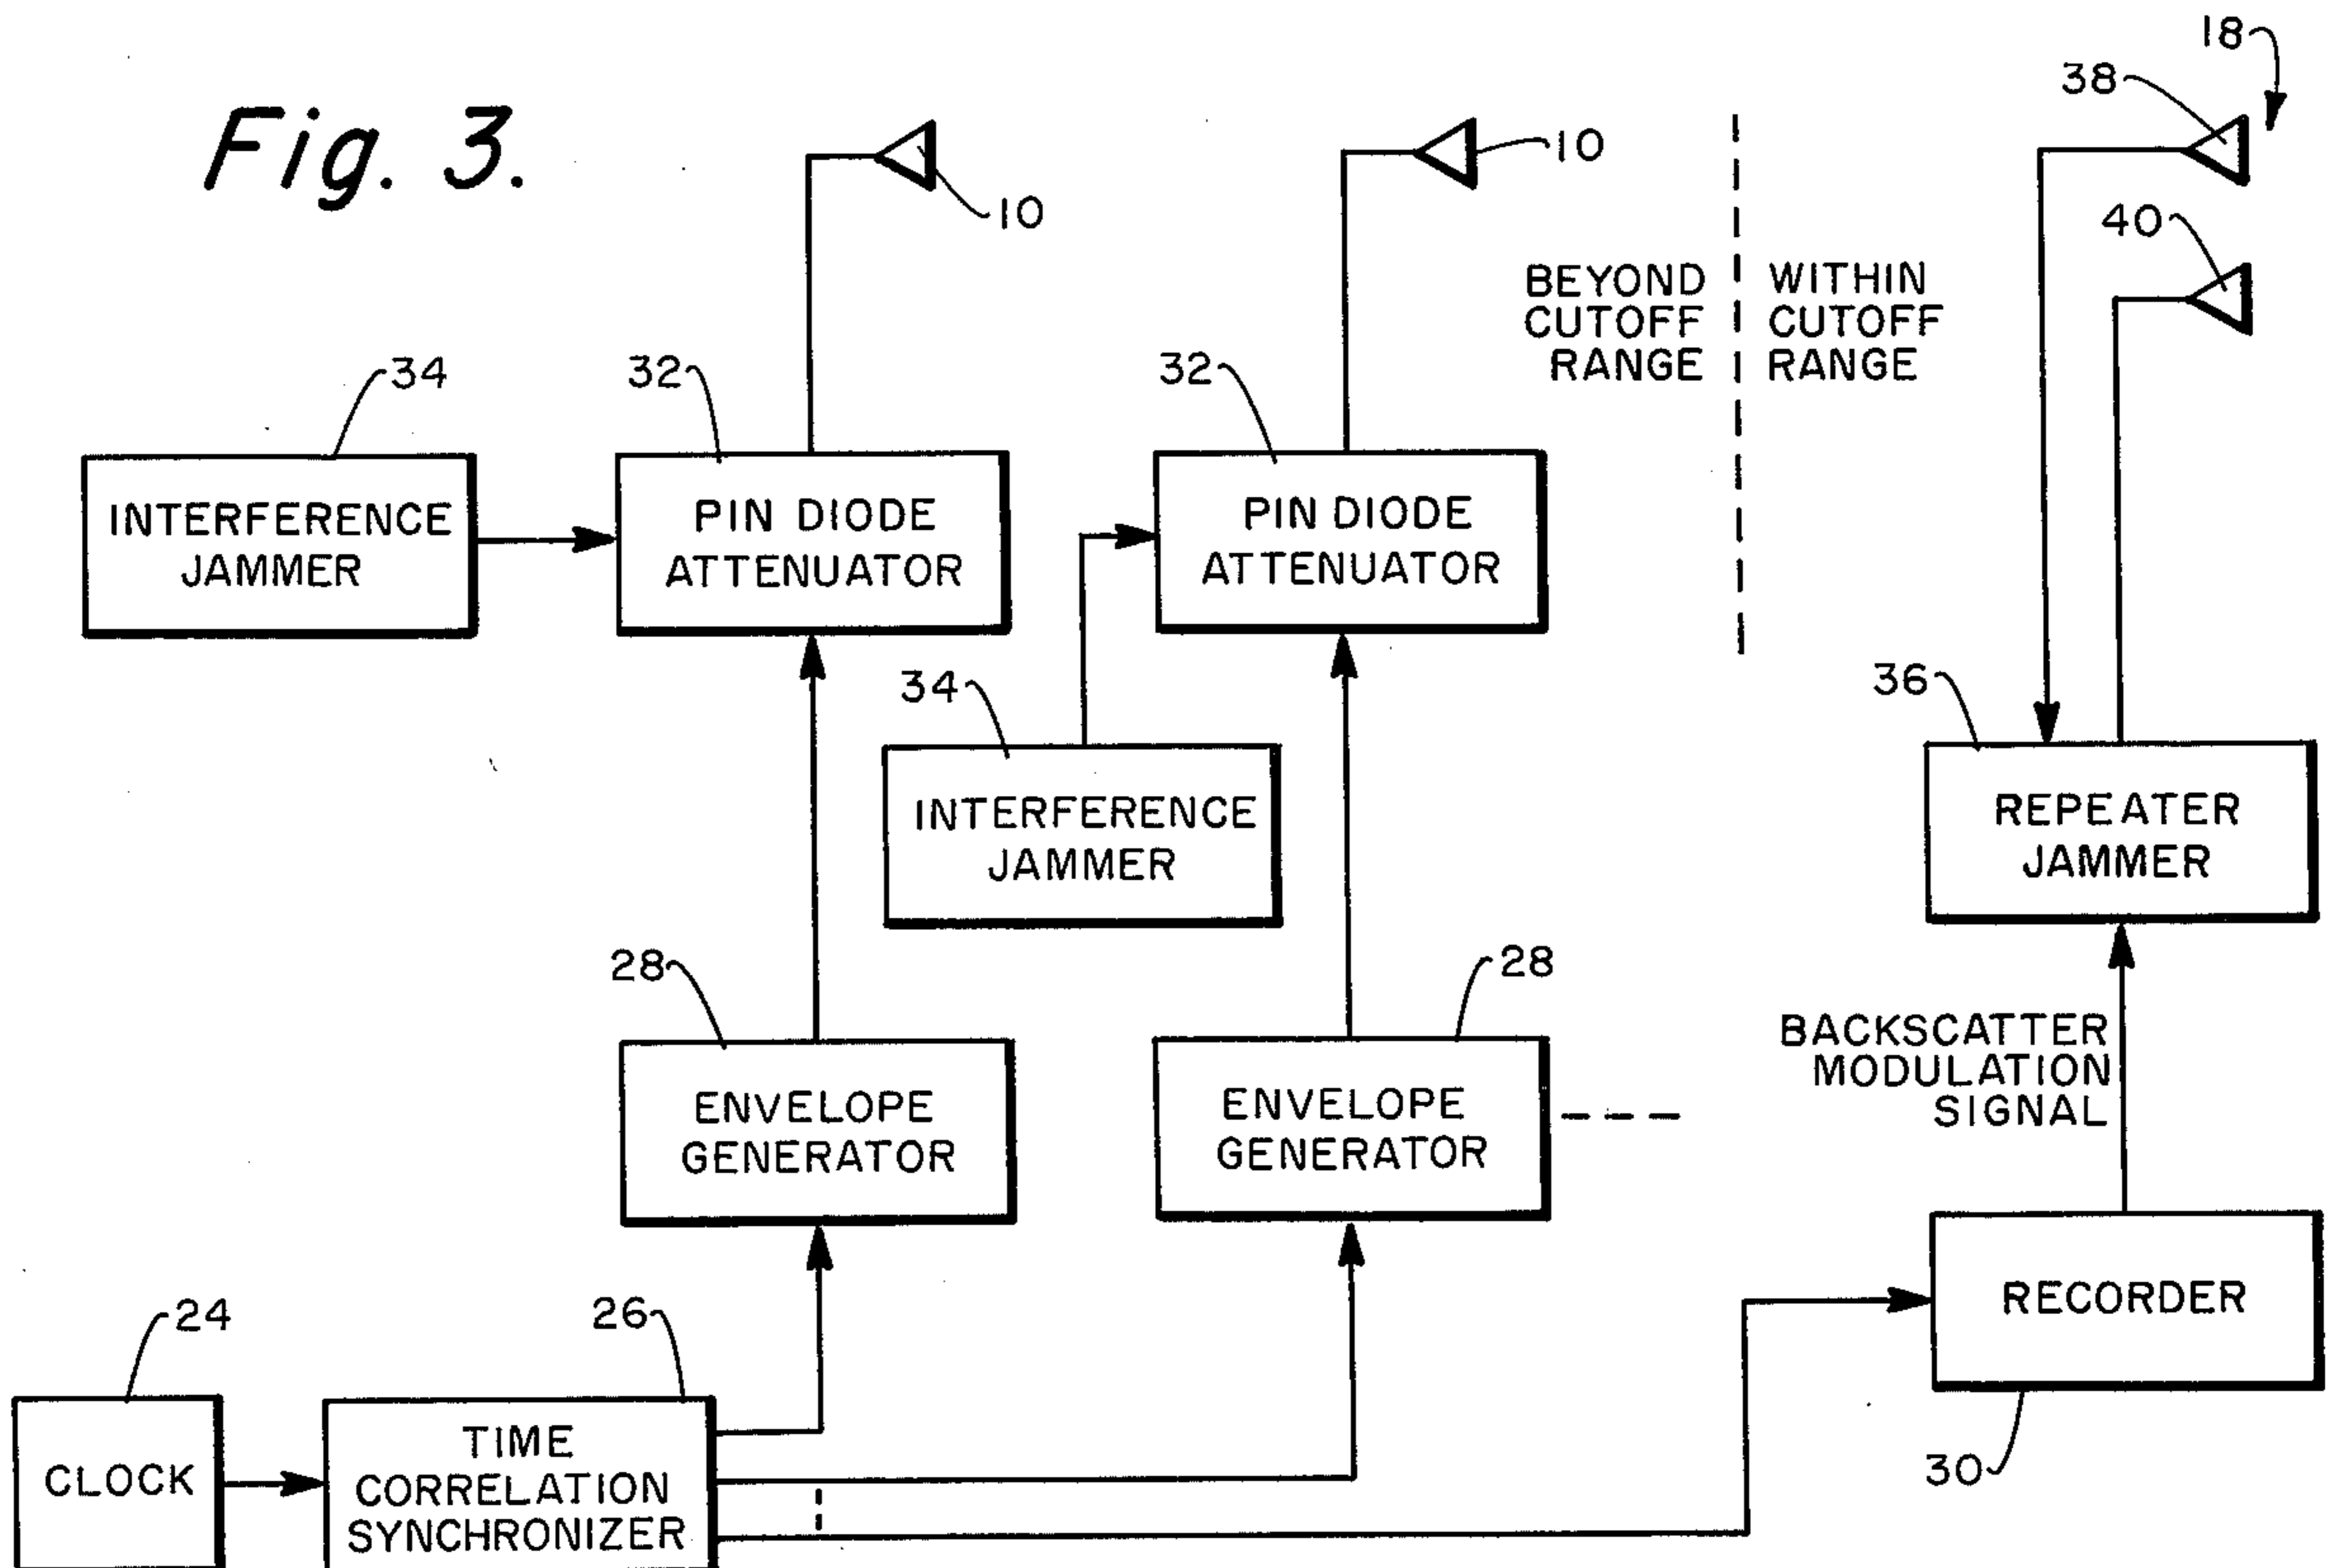 Fig. 3.
18
38
10
10
40
BEYOND
CUTOFF
RANGE
WITHIN
CUTOFF
RANGE
34
32
32
INTERFERENCE
JAMMER
PIN DIODE
ATTENUATOR
PIN DIODE
ATTENUATOR
34
36
INTERFERENCE
JAMMER
REPEATER
JAMMER
28
28
BACKSCATTER
MODULATION
SIGNAL
ENVELOPE
GENERATOR
ENVELOPE
GENERATOR
24
26
RECORDER
30
CLOCK
TIME
CORRELATION
SYNCHRONIZER